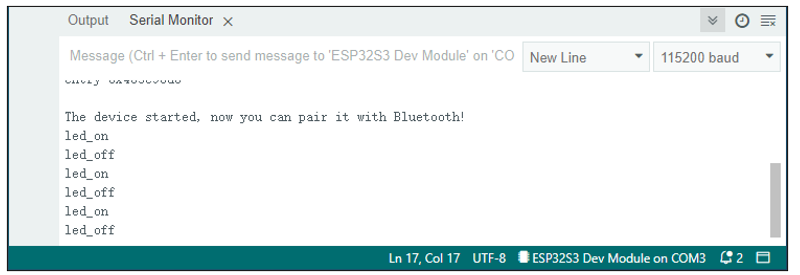 Output Serial Monitor
Message (Ctrl + Enter to send message to 'ESP32S3 Dev Module' on 'CO
New Line
115200 baud
The device started, now you can pair it with Bluetooth!
led_on
led_off
led_on
led_off
led_on
led_off
Ln 17, Col 17 UTF-8 ESP32S3 Dev Module on COM3 2